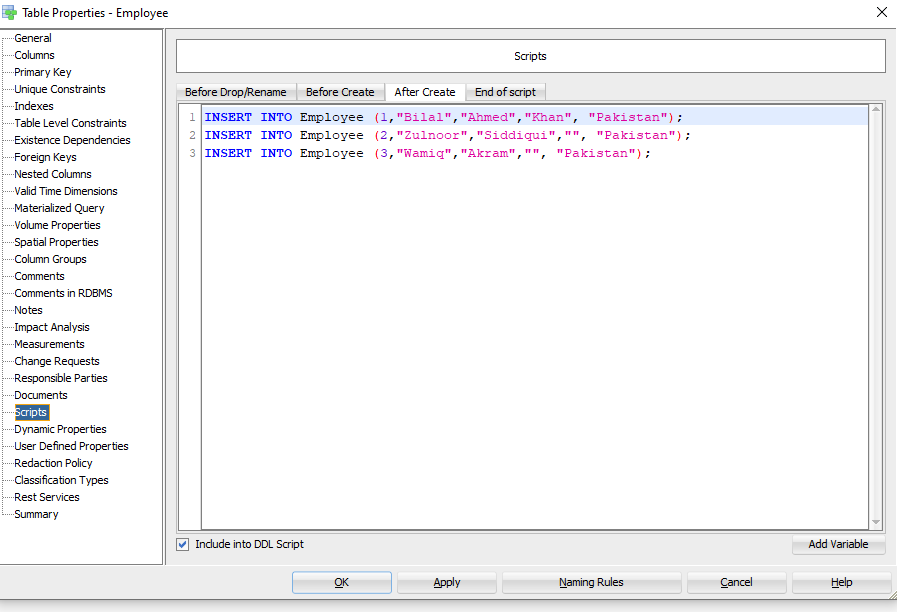 Table Properties - Employee
General
Columns
Primary Key
Unique Constraints
Indexes
Table Level Constraints
Existence Dependencies
Foreign Keys
Nested Columns
Valid Time Dimensions
Materialized Query
Volume Properties
Spatial Properties
Column Groups
Comments
Comments in RDBMS
Notes
Impact Analysis
Measurements
Change Requests
Responsible Parties
Documents
Scripts
Dynamic Properties
User Defined Properties
Redaction Policy
Classification Types
Rest Services
Summary
Scripts
Before Drop/Rename Before Create After Create End of script
1 INSERT INTO Employee (1,"Bilal","Ahmed","Khan", "Pakistan");
2 INSERT INTO Employee (2,"Zulnoor","Siddiqui","", "Pakistan");
3 INSERT INTO Employee (3,"Wamiq","Akram","", "Pakistan");
Include into DDL Script Add Variable
OK Apply Naming Rules Cancel Help